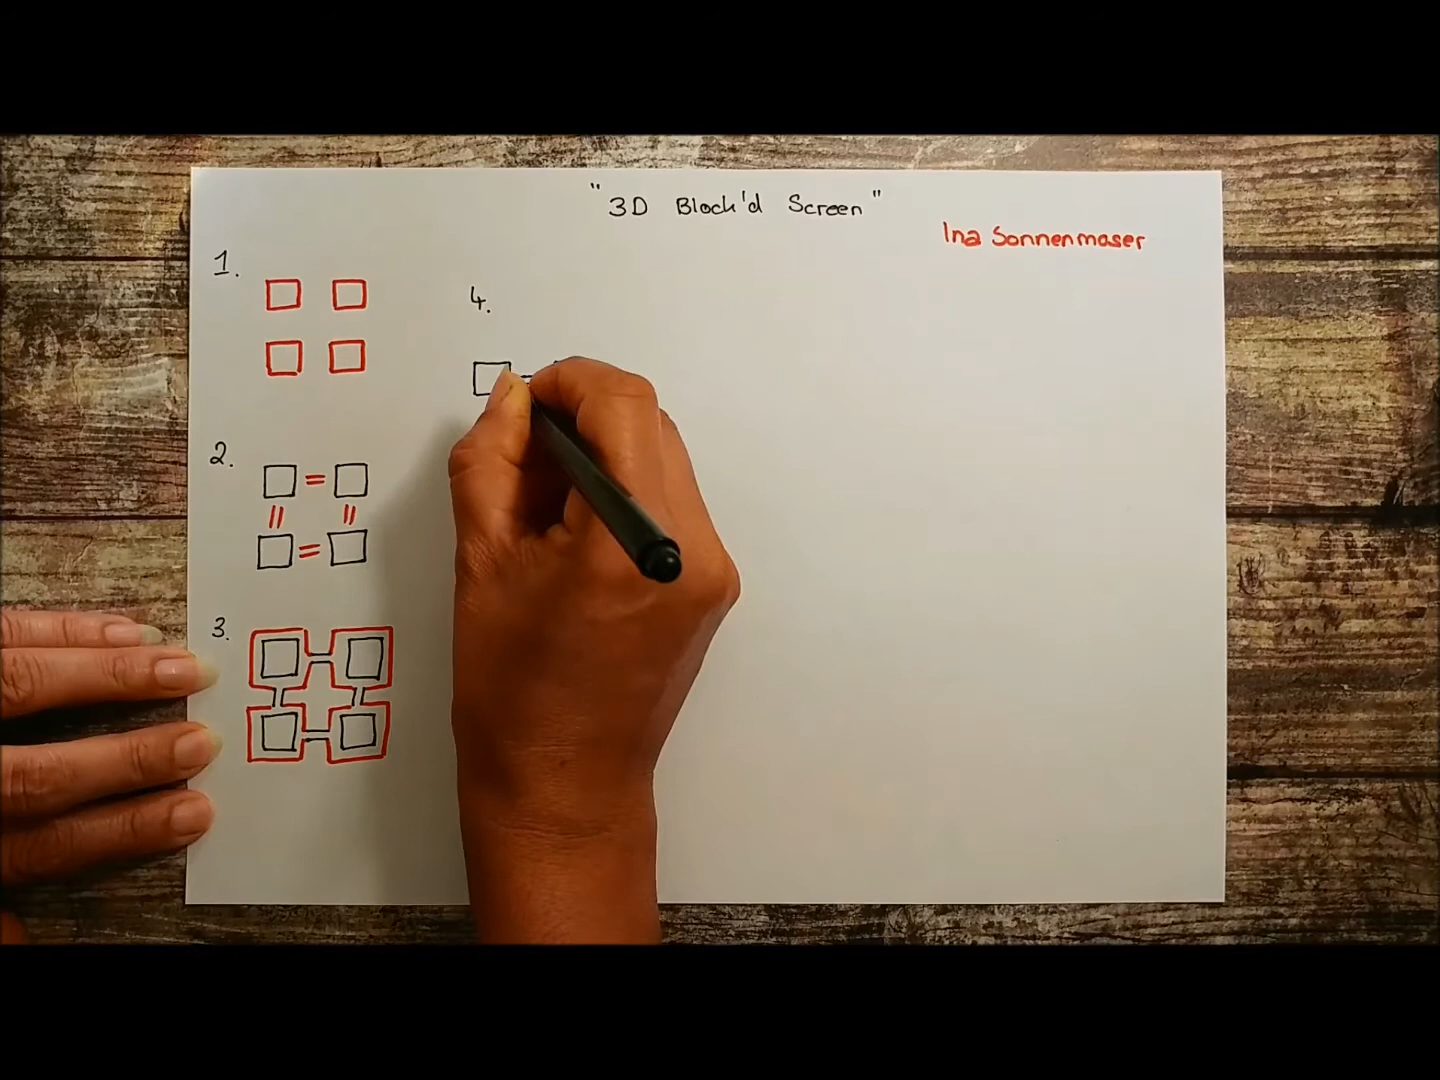 "3D Block'd Screen"
Ina Sonnenmoser
1.
4.
2.
3.